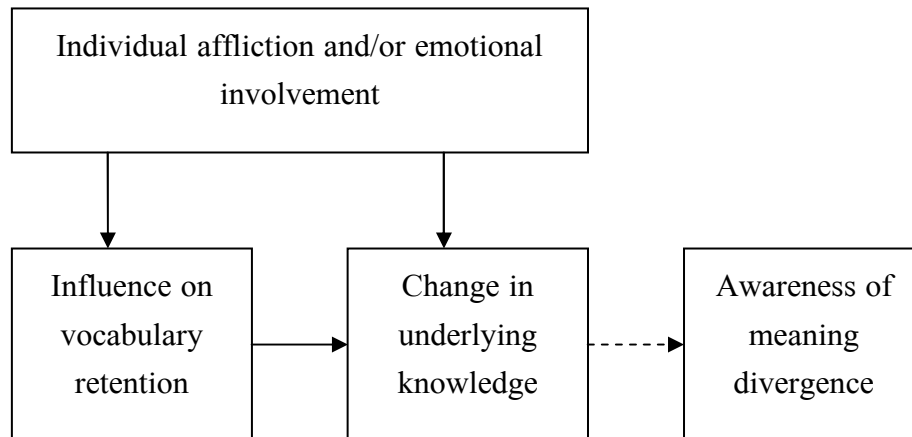 Individual affliction and/or emotional
involvement
Influence on
vocabulary
retention
Change in
underlying
knowledge
Awareness of
meaning
divergence